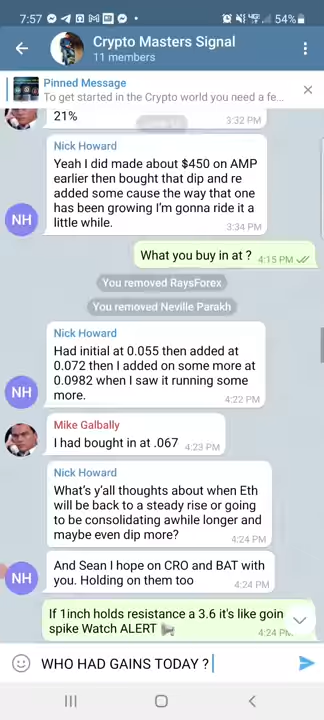 7:57
54%
Crypto Masters Signal
11 members
Pinned Message
To get started in the Crypto world you need a fe...
21%
3:32 PM
Nick Howard
Yeah I did made about $450 on AMP
earlier then bought that dip and re
added some cause the way that one
has been growing I'm gonna ride it a
little while.
3:34 PM
NH
What you buy in at ? 4:15 PM
You removed RaysForex
You removed Neville Parakh
Nick Howard
Had initial at 0.055 then added at
0.072 then I added on some more at
0.0982 when I saw it running some
more.
4:22 PM
NH
Mike Galbally
I had bought in at .067 4:23 PM
Nick Howard
What's y'all thoughts about when Eth
will be back to a steady rise or going
to be consolidating awhile longer and
maybe even dip more?
4:24 PM
And Sean I hope on CRO and BAT with
you. Holding on them too
4:24 PM
NH
If 1inch holds resistance a 3.6 it's like goin
spike Watch ALERT
4:24 PM
WHO HAD GAINS TODAY ?